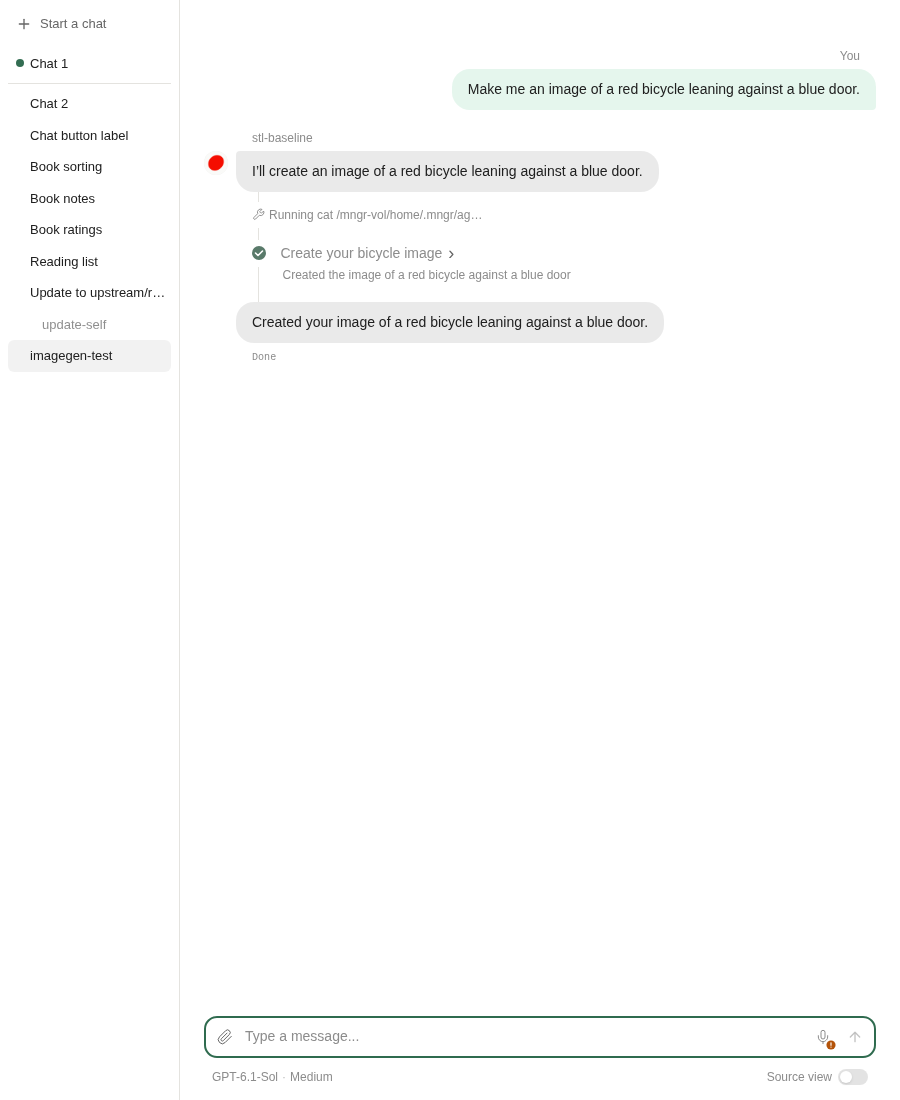 Start a chat
Chat 1
Chat 2
Chat button label
Book sorting
Book notes
Book ratings
Reading list
Update to upstream/r…
update-self
imagegen-test
You
Make me an image of a red bicycle leaning against a blue door.
stl-baseline
I’ll create an image of a red bicycle leaning against a blue door.
Running cat /mngr-vol/home/.mngr/ag…
Create your bicycle image ›
Created the image of a red bicycle against a blue door
Created your image of a red bicycle leaning against a blue door.
Done
Type a message...
GPT-6.1-Sol · Medium
Source view